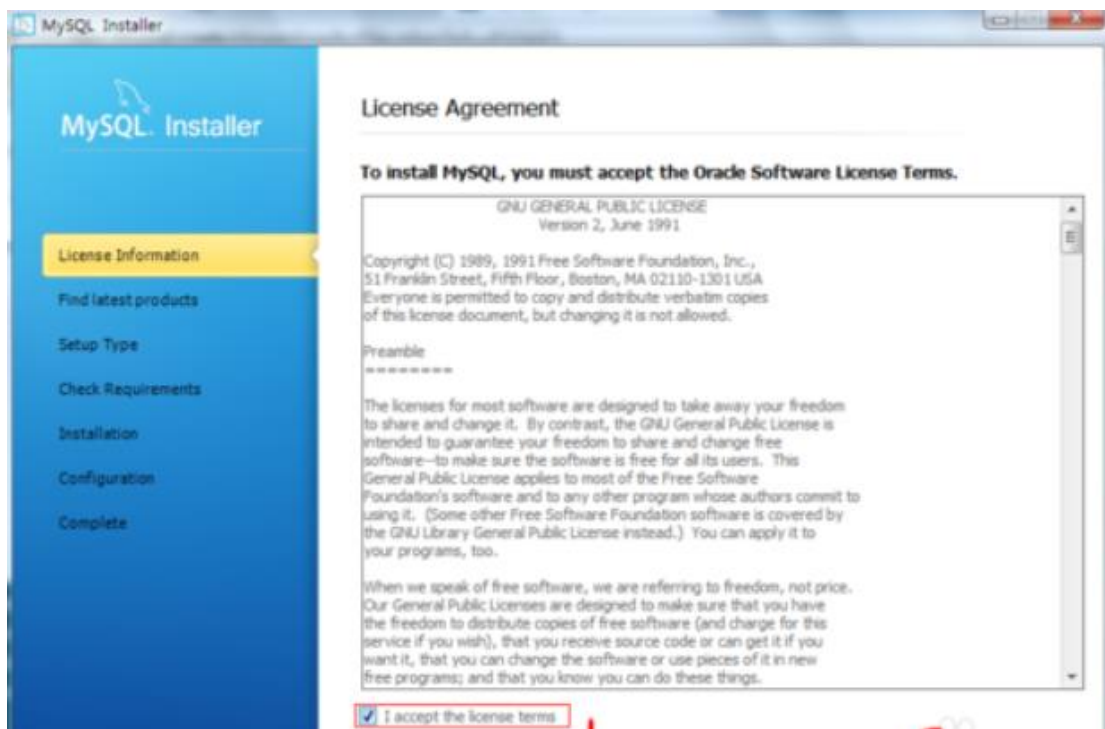 MySQL Installer
MySQL. Installer
License Information
Find latest products
Setup Type
Check Requirements
Installation
Configuration
Complete
License Agreement
To install MySQL, you must accept the Oracle Software License Terms.
GNU GENERAL PUBLIC LICENSE
Version 2, June 1991
Copyright (C) 1989, 1991 Free Software Foundation, Inc.,
51 Franklin Street, Fifth Floor, Boston, MA 02110-1301 USA
Everyone is permitted to copy and distribute verbatim copies
of this license document, but changing it is not allowed.
Preamble
========
The licenses for most software are designed to take away your freedom
to share and change it. By contrast, the GNU General Public License is
intended to guarantee your freedom to share and change free
software--to make sure the software is free for all its users. This
General Public License applies to most of the Free Software
Foundation's software and to any other program whose authors commit to
using it. (Some other Free Software Foundation software is covered by
the GNU Library General Public License instead.) You can apply it to
your programs, too.
When we speak of free software, we are referring to freedom, not price.
Our General Public Licenses are designed to make sure that you have
the freedom to distribute copies of free software (and charge for this
service if you wish), that you receive source code or can get it if you
want it, that you can change the software or use pieces of it in new
free programs; and that you know you can do these things.
I accept the license terms